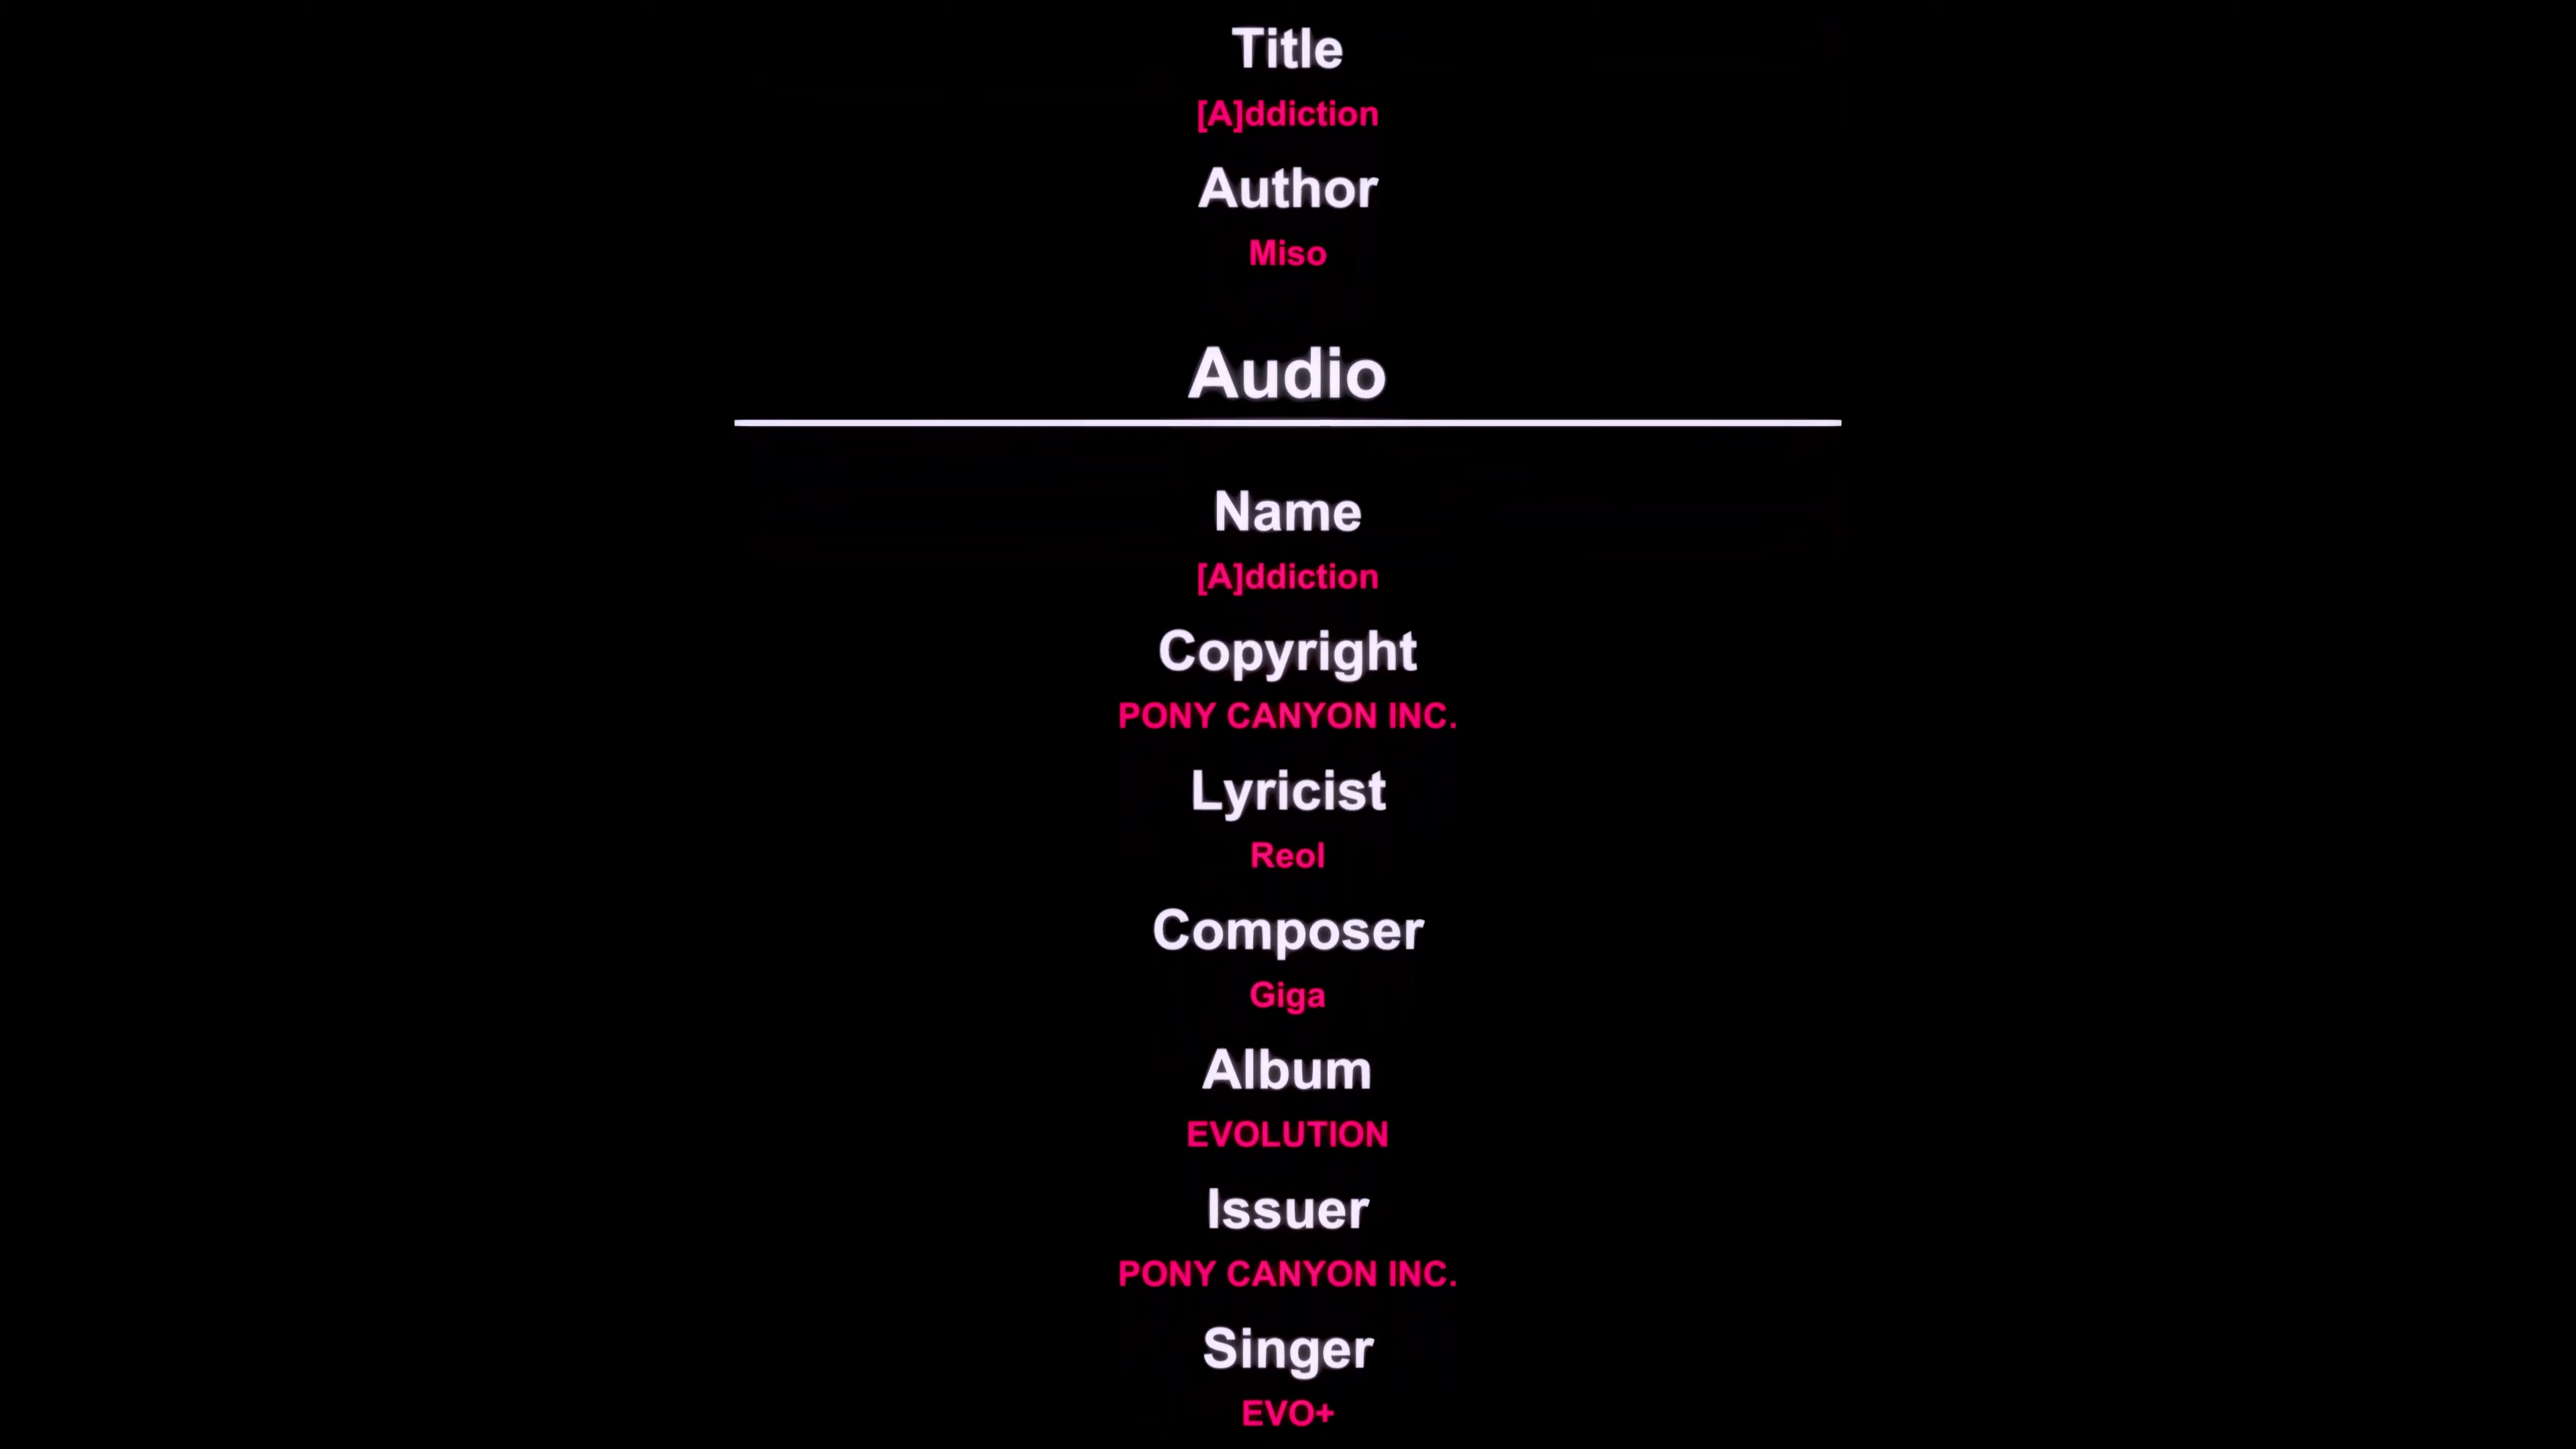 Title
[A]ddiction
Author
Miso
Audio
Name
[A]ddiction
Copyright
PONY CANYON INC.
Lyricist
Reol
Composer
Giga
Album
EVOLUTION
Issuer
PONY CANYON INC.
Singer
EVO+